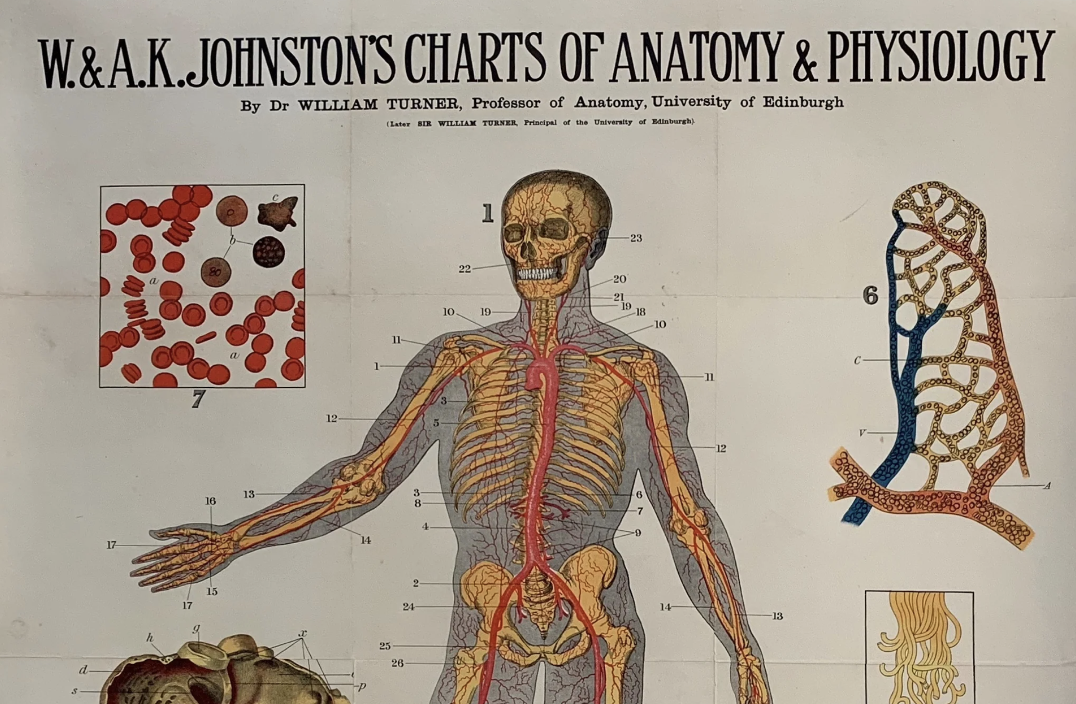 W. & A.K. JOHNSTON'S CHARTS OF ANATOMY & PHYSIOLOGY
By Dr WILLIAM TURNER, Professor of Anatomy, University of Edinburgh
(Later SIR WILLIAM TURNER, Principal of the University of Edinburgh)
7
c
b
a
a
1
23
22
20
21
19
19
18
10
10
11
1
11
3
5
12
12
13
16
3
8
4
6
7
9
14
17
15
17
2
24
14
13
25
26
6
C
V
A
g
h
x
d
s
i
p